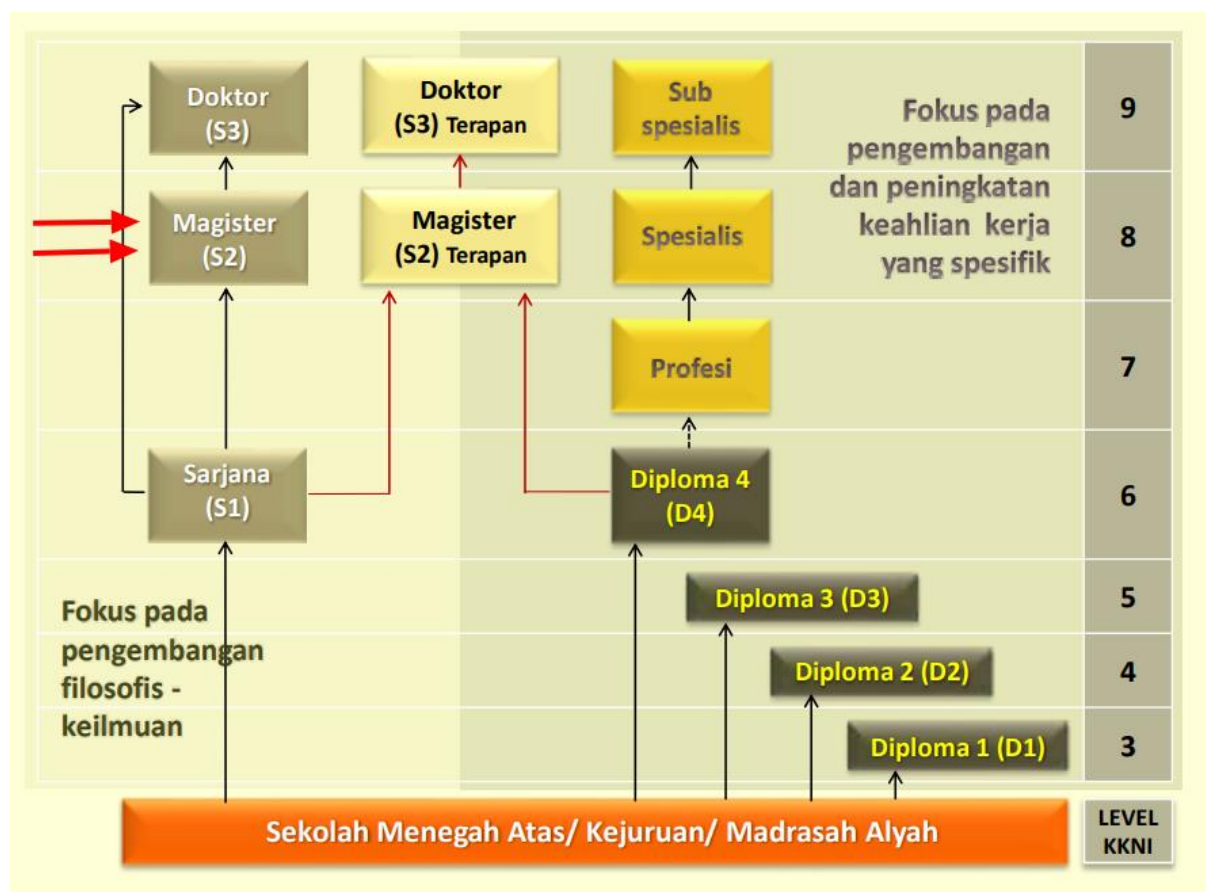 Doktor
(S3)
Doktor
(S3) Terapan
Sub
spesialis
Fokus pada
pengembangan
dan peningkatan
keahlian kerja
yang spesifik
9
Magister
(S2)
Magister
(S2) Terapan
Spesialis
8
Profesi
7
Sarjana
(S1)
Diploma 4
(D4)
6
Fokus pada
pengembangan
filosofis -
keilmuan
Diploma 3 (D3)
5
Diploma 2 (D2)
4
Diploma 1 (D1)
3
Sekolah Menegah Atas/ Kejuruan/ Madrasah Alyah
LEVEL
KKNI